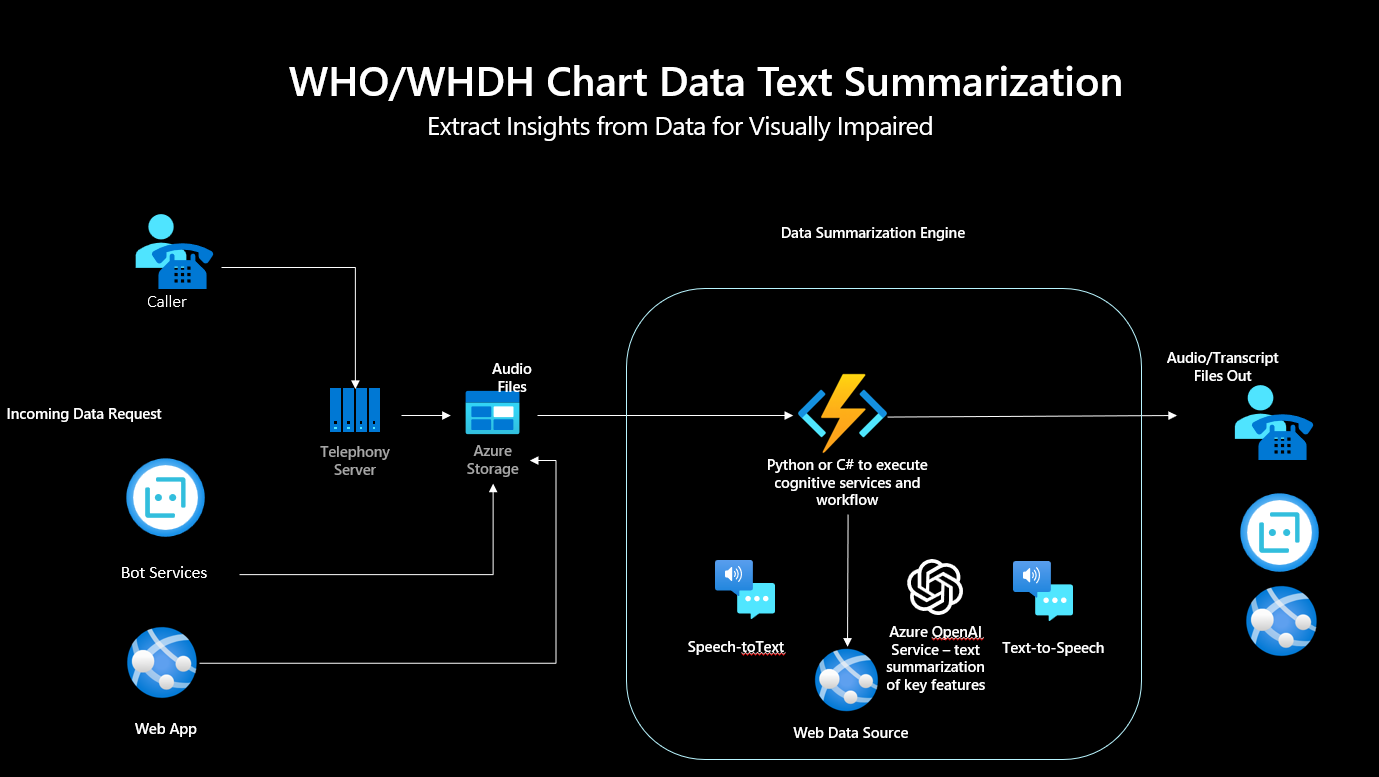 WHO/WHDH Chart Data Text Summarization
Extract Insights from Data for Visually Impaired
Data Summarization Engine
Caller
Audio
Files
Audio/Transcript
Files Out
Incoming Data Request
Telephony
Server
Azure
Storage
Python or C# to execute
cognitive services and
workflow
Bot Services
Speech-toText
Azure OpenAI
Service – text
summarization
of key features
Text-to-Speech
Web App
Web Data Source